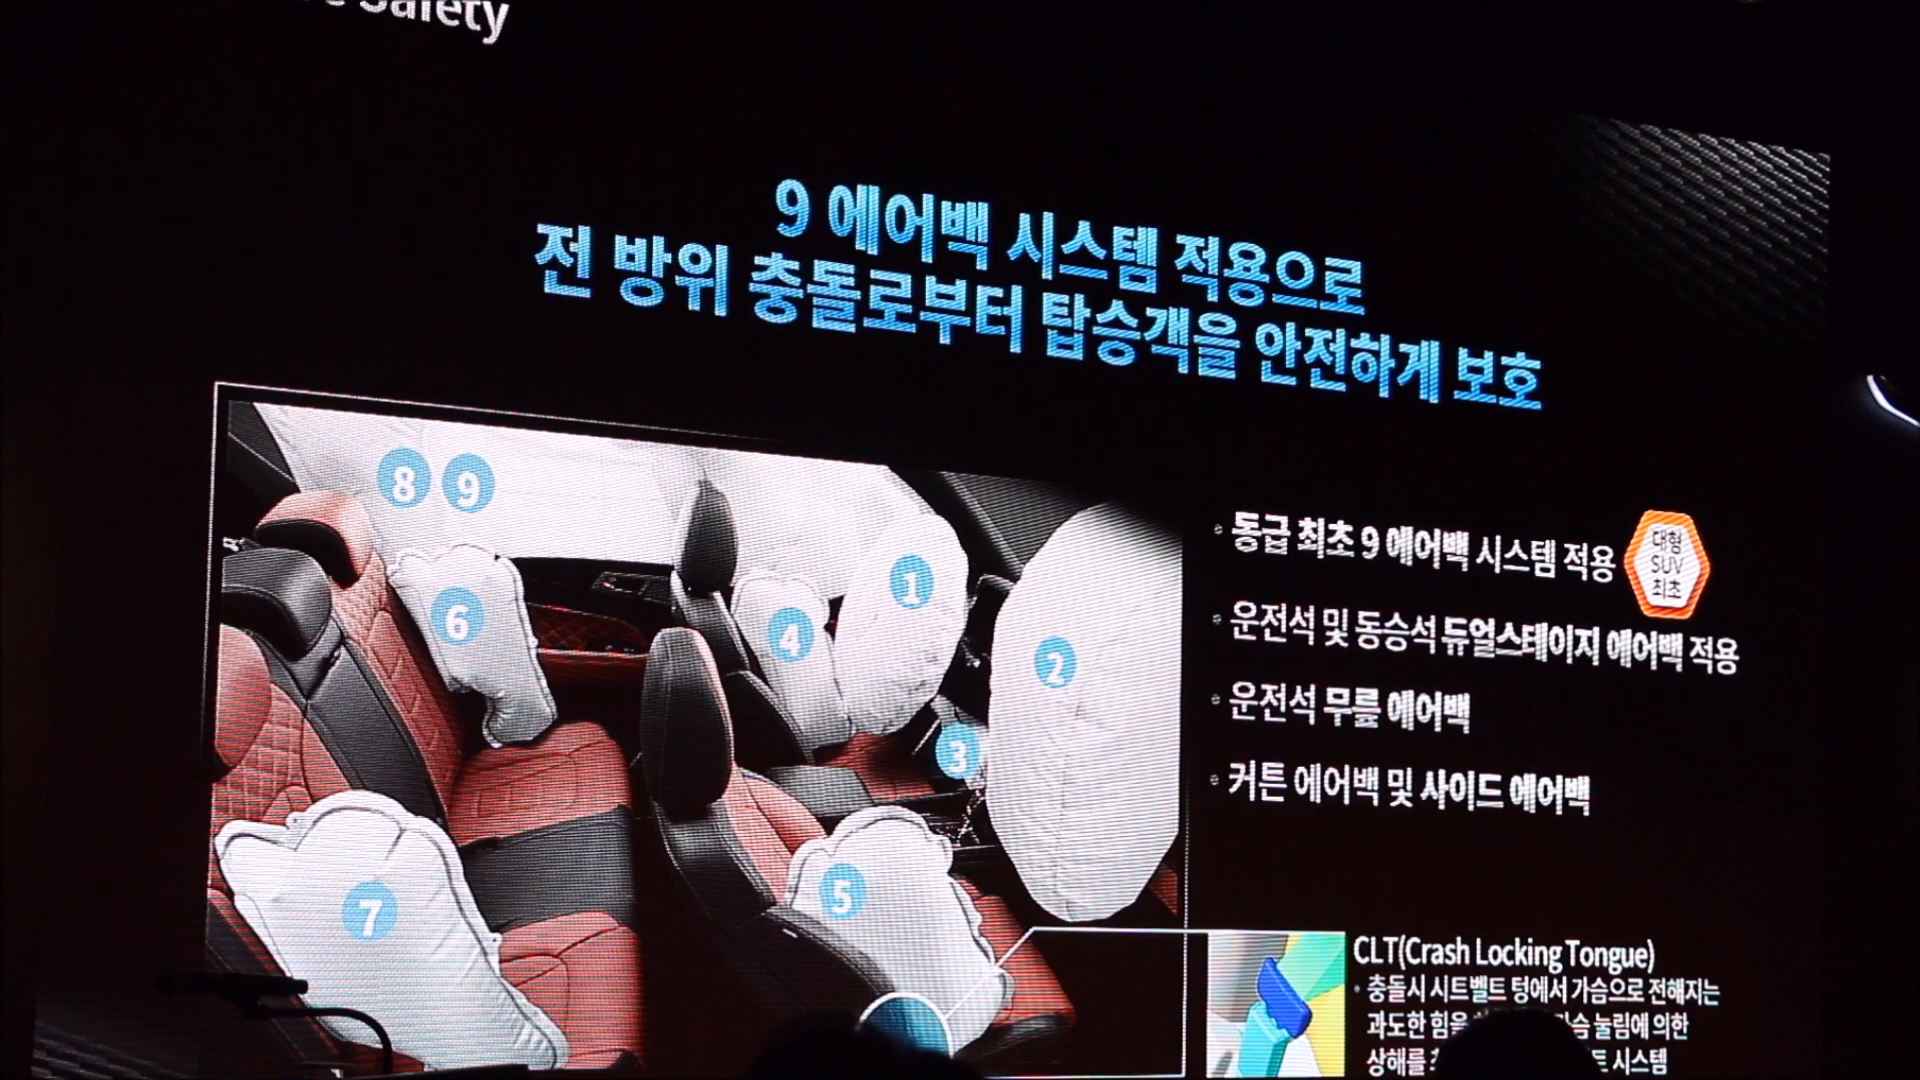 Safety
9 에어백 시스템 적용으로
전 방위 충돌로부터 탑승객을 안전하게 보호
8 9
6
4
1
2
3
5
7
• 동급 최초 9 에어백 시스템 적용
대형
SUV
최초
• 운전석 및 동승석 듀얼스테이지 에어백 적용
• 운전석 무릎 에어백
• 커튼 에어백 및 사이드 에어백
CLT(Crash Locking Tongue)
• 충돌시 시트벨트 텅에서 가슴으로 전해지는
과도한 힘을 눌림에 의한
상해를 시스템